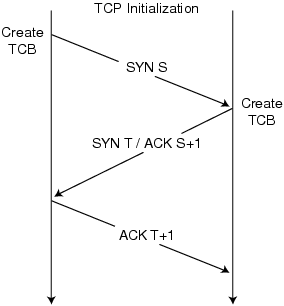 TCP Initialization
Create
TCB
SYN S
Create
TCB
SYN T / ACK S+1
ACK T+1